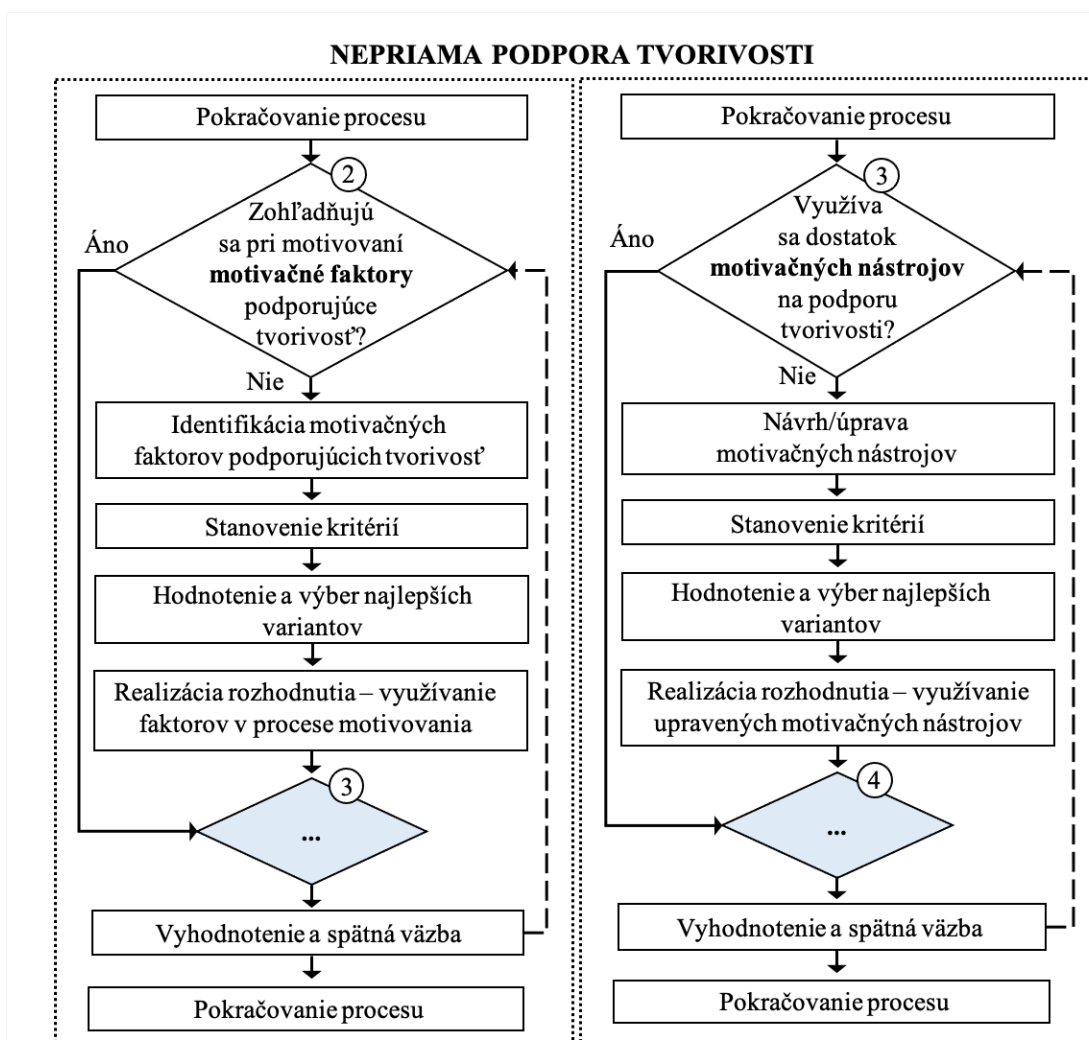 NEPRIAMA PODPORA TVORIVOSTI
Pokračovanie procesu
2
Zohľadňujú
sa pri motivovaní
motivačné faktory
podporujúce
tvorivosť?
Áno
Nie
Identifikácia motivačných
faktorov podporujúcich tvorivosť
Stanovenie kritérií
Hodnotenie a výber najlepších
variantov
Realizácia rozhodnutia – využívanie
faktorov v procese motivovania
3
...
Vyhodnotenie a spätná väzba
Pokračovanie procesu
Pokračovanie procesu
3
Využíva
sa dostatok
motivačných nástrojov
na podporu
tvorivosti?
Áno
Nie
Návrh/úprava
motivačných nástrojov
Stanovenie kritérií
Hodnotenie a výber najlepších
variantov
Realizácia rozhodnutia – využívanie
upravených motivačných nástrojov
4
...
Vyhodnotenie a spätná väzba
Pokračovanie procesu